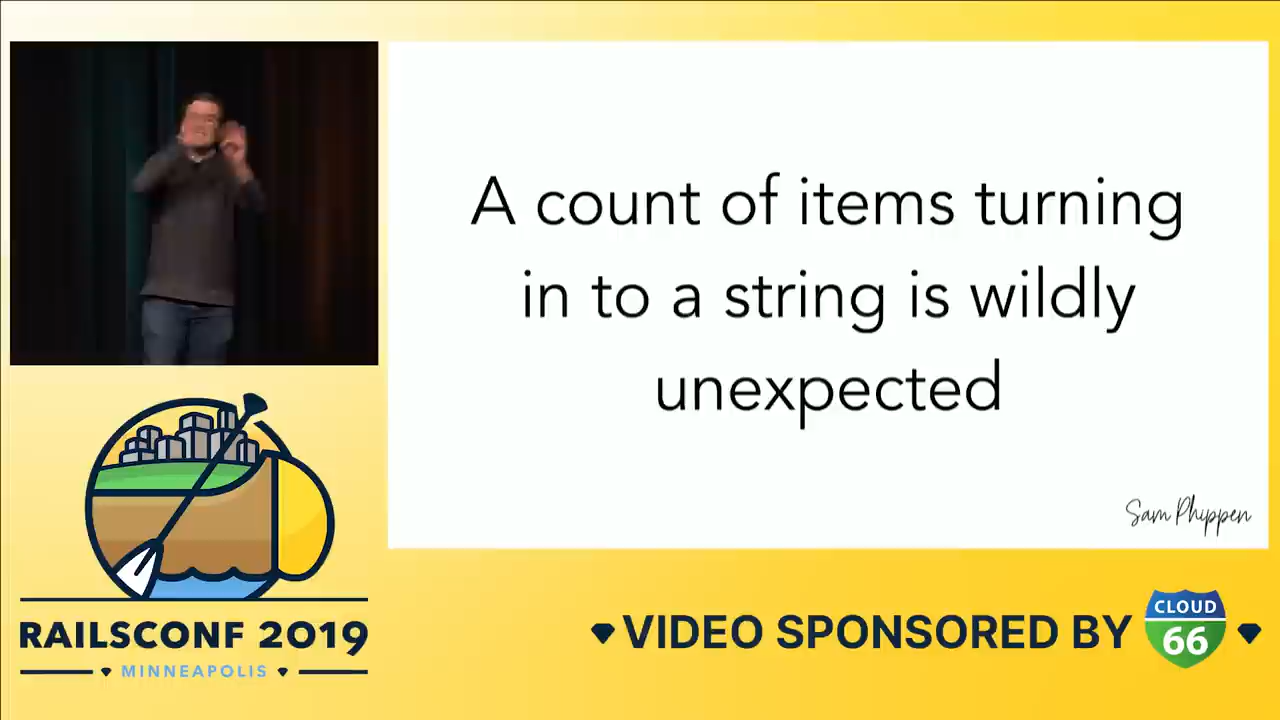 A count of items turning
in to a string is wildly
unexpected
Sam Phippen
RAILSCONF 2019
MINNEAPOLIS
VIDEO SPONSORED BY
CLOUD
66